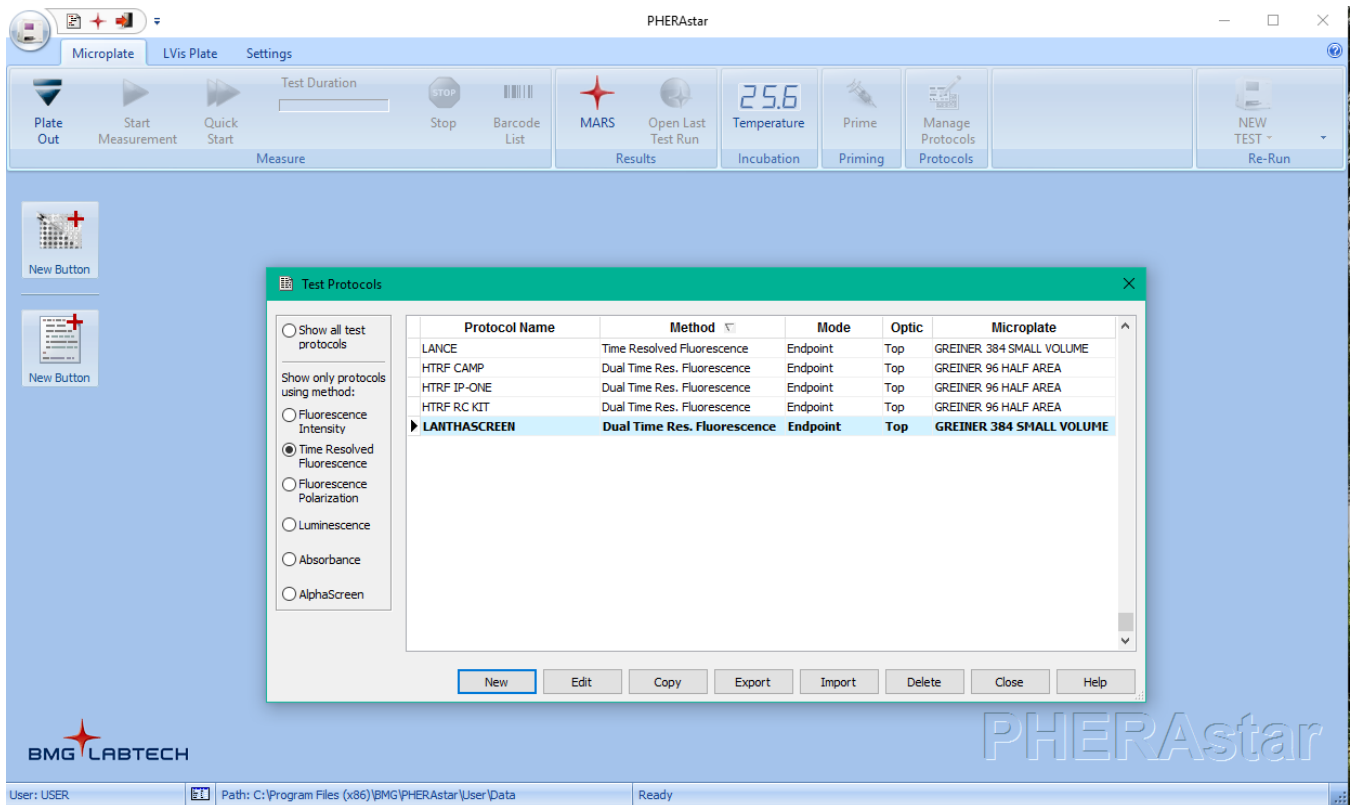 PHERAstar
Microplate LVis Plate Settings
Plate Out
Start Measurement
Quick Start
Test Duration
STOP
Stop
Barcode List
Measure
MARS
Open Last Test Run
Results
25.6
Temperature
Incubation
Prime
Priming
Manage Protocols
Protocols
NEW TEST
Re-Run
New Button
New Button
Test Protocols
Show all test
protocols
Show only protocols
using method:
Fluorescence
Intensity
Time Resolved
Fluorescence
Fluorescence
Polarization
Luminescence
Absorbance
AlphaScreen
Protocol Name Method Mode Optic Microplate
LANCE Time Resolved Fluorescence Endpoint Top GREINER 384 SMALL VOLUME
HTRF CAMP Dual Time Res. Fluorescence Endpoint Top GREINER 96 HALF AREA
HTRF IP-ONE Dual Time Res. Fluorescence Endpoint Top GREINER 96 HALF AREA
HTRF RC KIT Dual Time Res. Fluorescence Endpoint Top GREINER 96 HALF AREA
LANTHASCREEN Dual Time Res. Fluorescence Endpoint Top GREINER 384 SMALL VOLUME
New Edit Copy Export Import Delete Close Help
BMG LABTECH
PHERAstar
User: USER Path: C:\Program Files (x86)\BMG\PHERAstar\User\Data Ready